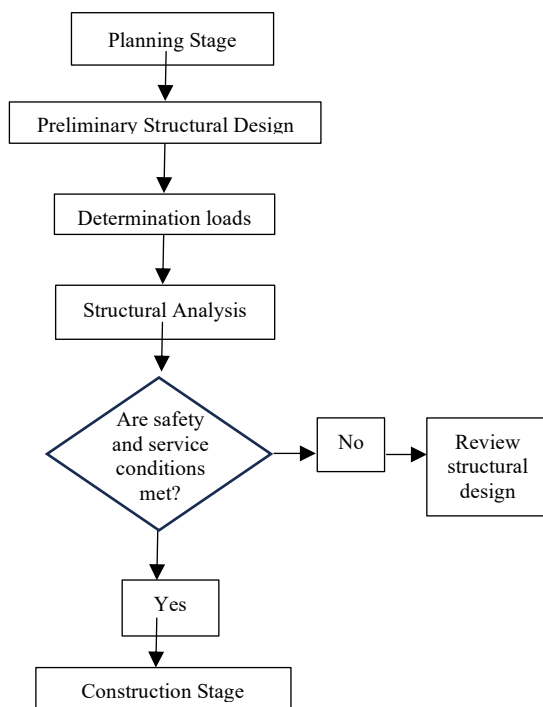 Planning Stage
Preliminary Structural Design
Determination loads
Structural Analysis
Are safety
and service
conditions
met?
No
Review
structural
design
Yes
Construction Stage